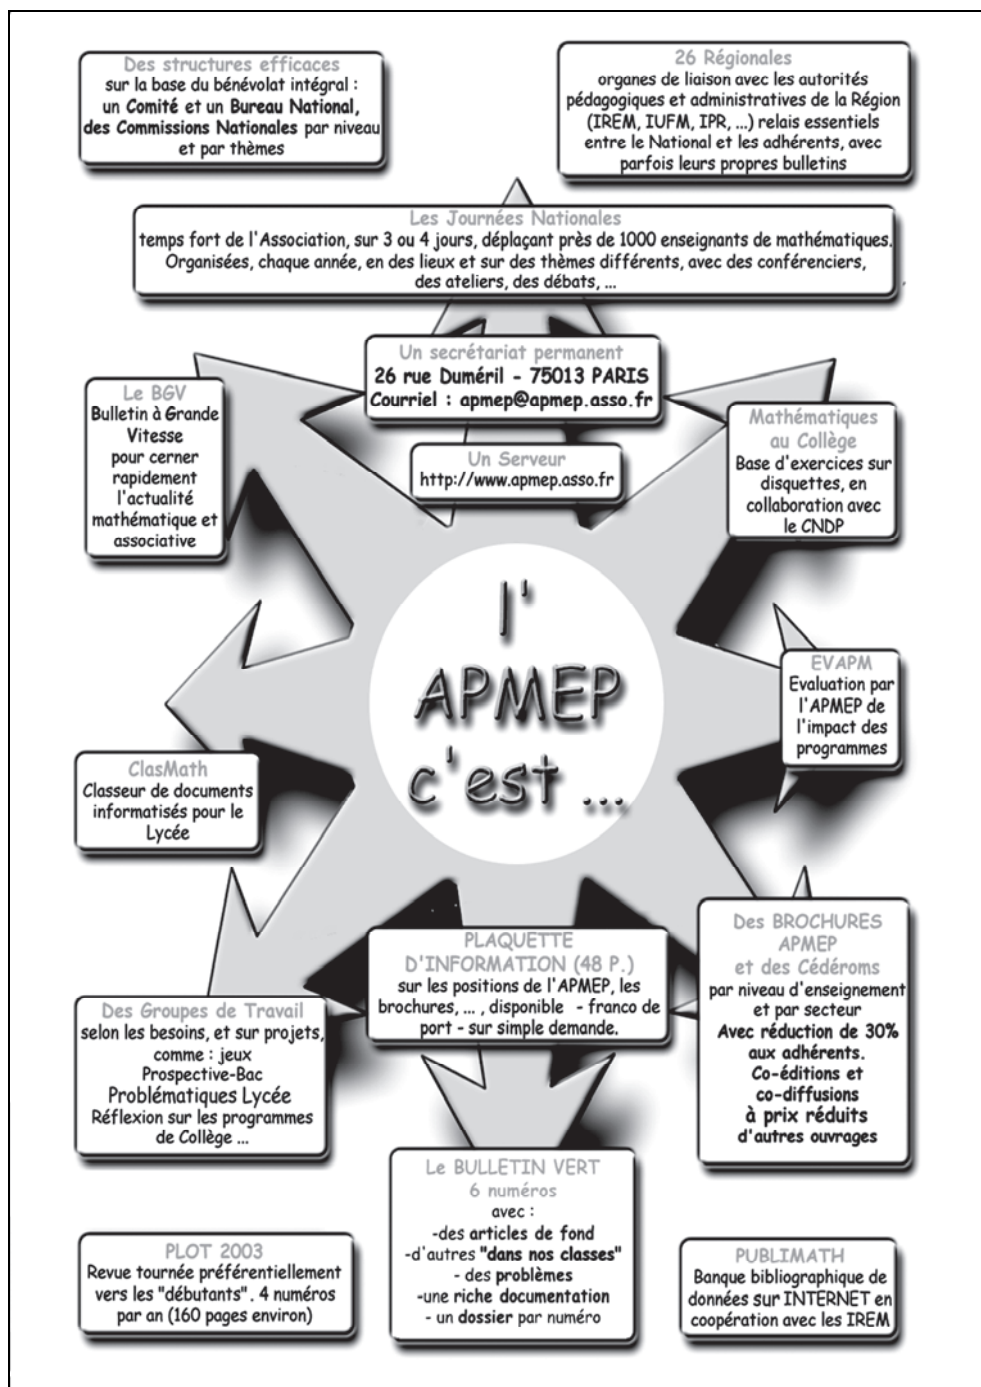 Des structures efficaces
sur la base du bénévolat intégral :
un Comité et un Bureau National,
des Commissions Nationales par niveau
et par thèmes
26 Régionales
organes de liaison avec les autorités
pédagogiques et administratives de la Région
(IREM, IUFM, IPR, ...) relais essentiels
entre le National et les adhérents, avec
parfois leurs propres bulletins
Les Journées Nationales
temps fort de l'Association, sur 3 ou 4 jours, déplaçant près de 1000 enseignants de mathématiques.
Organisées, chaque année, en des lieux et sur des thèmes différents, avec des conférenciers,
des ateliers, des débats, ...
Un secrétariat permanent
26 rue Duméril - 75013 PARIS
Courriel : apmep@apmep.asso.fr
Le BGV
Bulletin à Grande
Vitesse
pour cerner
rapidement
l'actualité
mathématique et
associative
Un Serveur
http://www.apmep.asso.fr
Mathématiques
au Collège
Base d'exercices sur
disquettes, en
collaboration avec
le CNDP
l'
APMEP
c'est ...
EVAPM
Evaluation par
l'APMEP de
l'impact des
programmes
ClasMath
Classeur de documents
informatisés pour le
Lycée
PLAQUETTE
D'INFORMATION (48 P.)
sur les positions de l'APMEP, les
brochures, ... , disponible - franco de
port - sur simple demande.
Des BROCHURES
APMEP
et des Cédéroms
par niveau d'enseignement
et par secteur
Avec réduction de 30%
aux adhérents.
Co-éditions et
co-diffusions
à prix réduits
d'autres ouvrages
Des Groupes de Travail
selon les besoins, et sur projets,
comme : jeux
Prospective-Bac
Problématiques Lycée
Réflexion sur les programmes
de Collège ...
Le BULLETIN VERT
6 numéros
avec :
-des articles de fond
-d'autres "dans nos classes"
- des problèmes
-une riche documentation
- un dossier par numéro
PLOT 2003
Revue tournée préférentiellement
vers les "débutants". 4 numéros
par an (160 pages environ)
PUBLIMATH
Banque bibliographique de
données sur INTERNET en
coopération avec les IREM